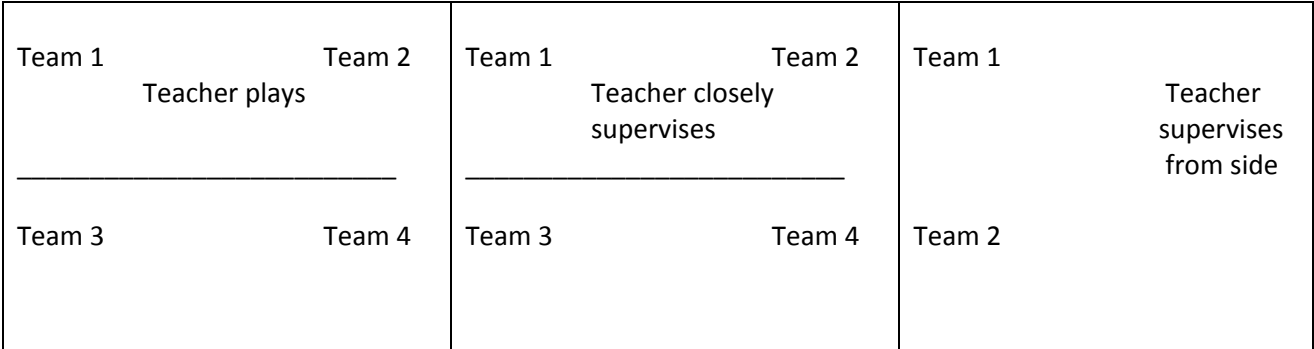 Team 1 Team 2
Teacher plays
Team 3 Team 4
Team 1 Team 2
Teacher closely
supervises
Team 3 Team 4
Team 1
Teacher
supervises
from side
Team 2